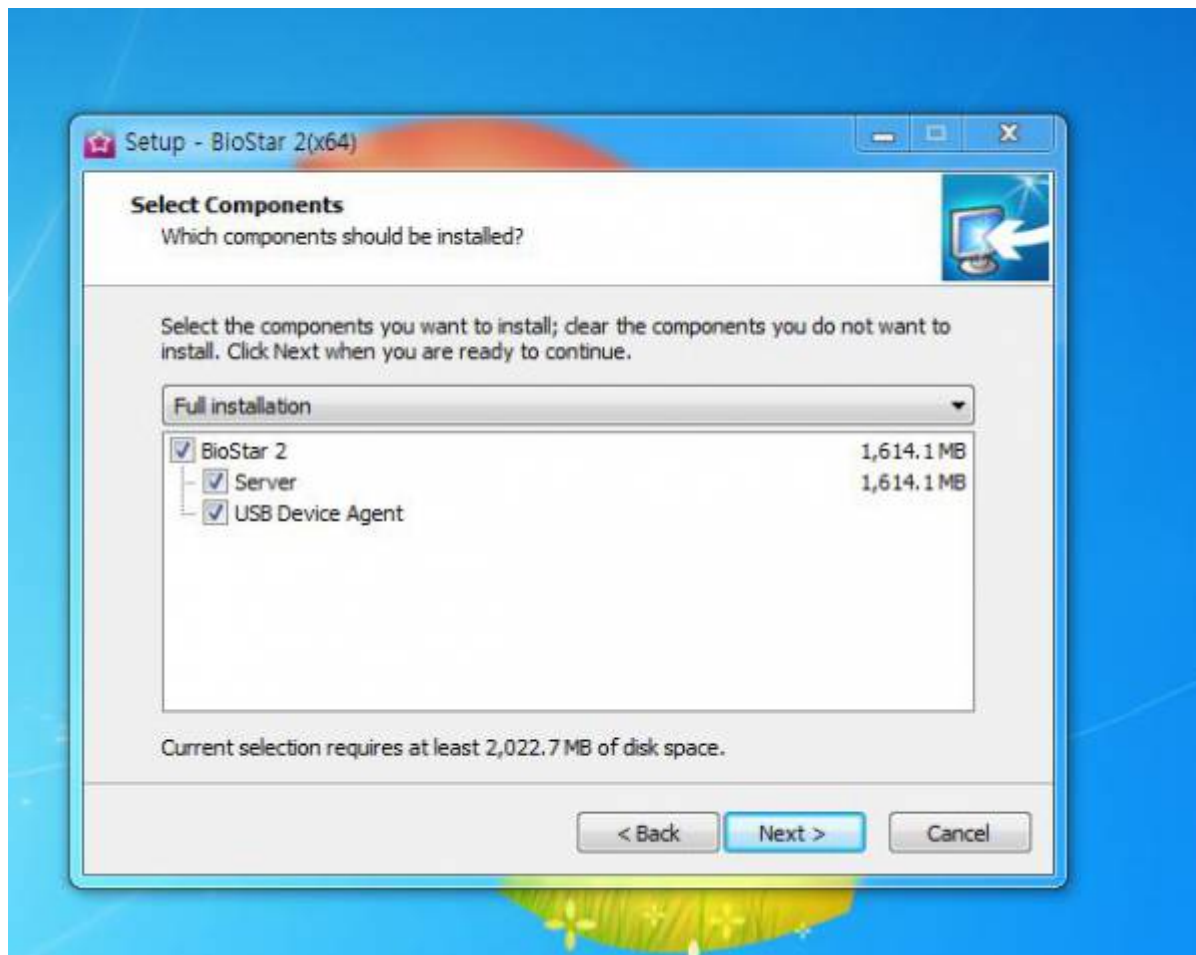 Setup - BioStar 2(x64)
Select Components
Which components should be installed?
Select the components you want to install; clear the components you do not want to
install. Click Next when you are ready to continue.
Full installation
BioStar 2 1,614.1 MB
Server 1,614.1 MB
USB Device Agent
Current selection requires at least 2,022.7 MB of disk space.
< Back Next > Cancel